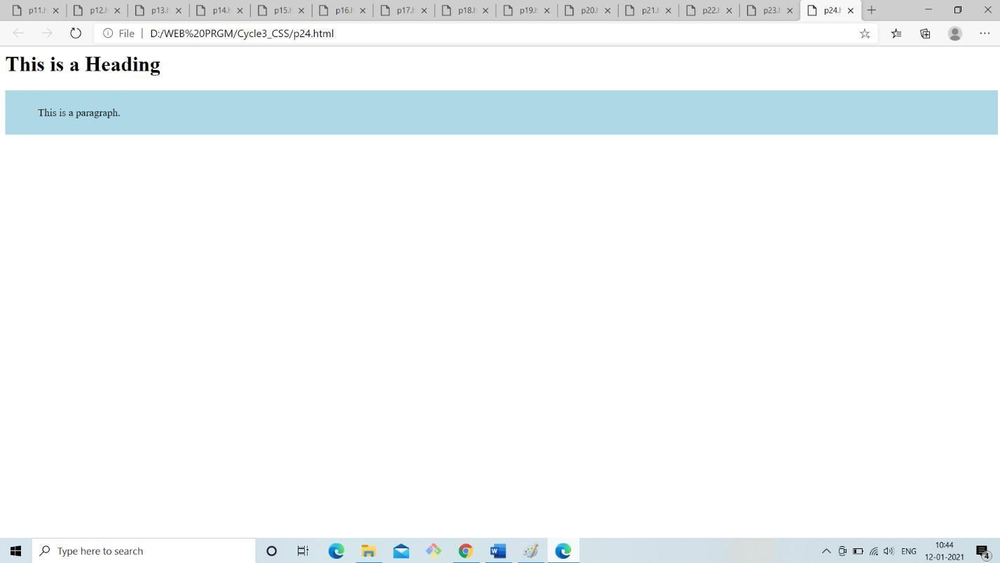 p11.h p12.h p13.h p14.h p15.h p16.h p17.h p18.h p19.h p20.h p21.h p22.h p23.h p24.h
File D:/WEB%20PRGM/Cycle3_CSS/p24.html
This is a Heading
This is a paragraph.
Type here to search
ENG
10:44
12-01-2021
4